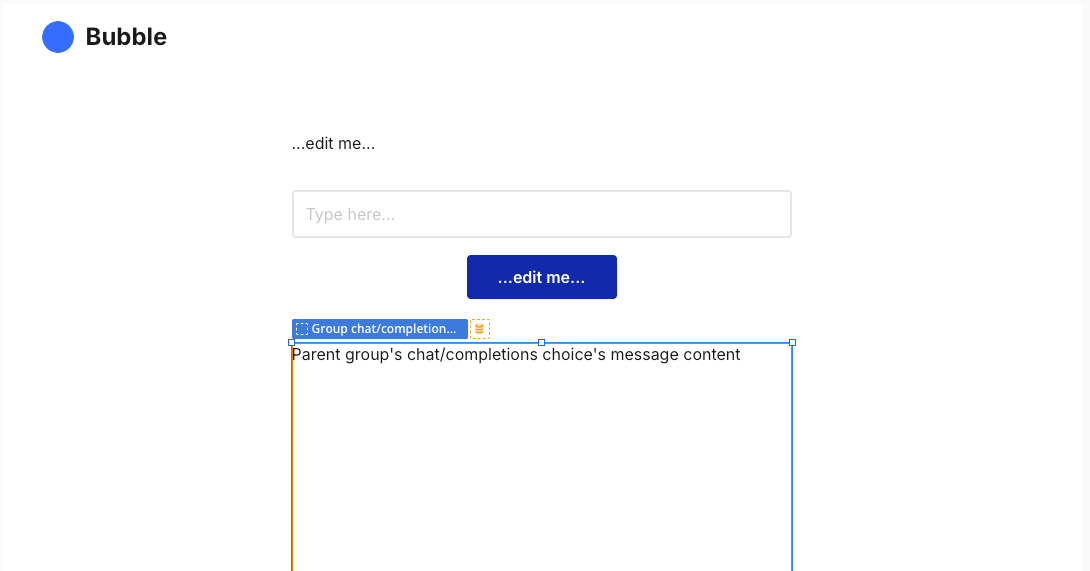 Bubble
...edit me...
Type here...
...edit me...
Group chat/completion...
Parent group's chat/completions choice's message content